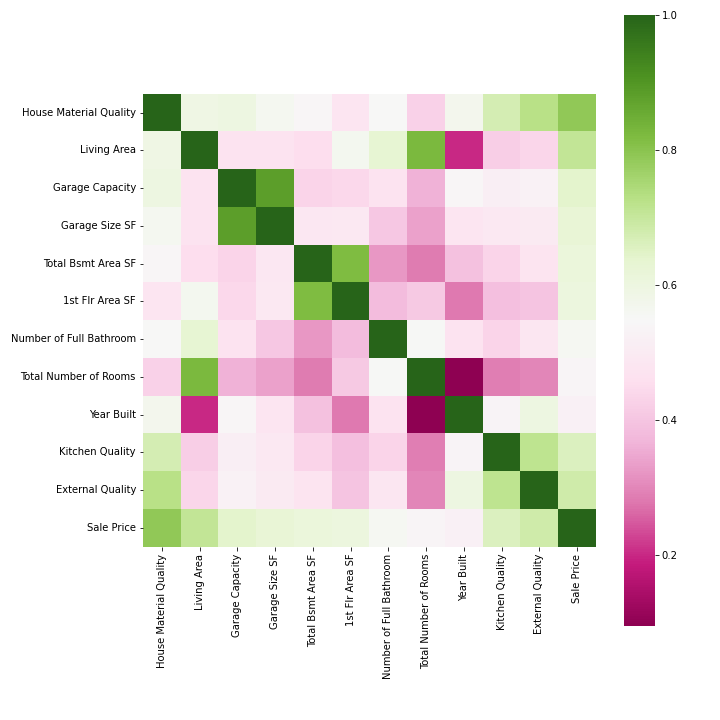 House Material Quality
Living Area
Garage Capacity
Garage Size SF
Total Bsmt Area SF
1st Flr Area SF
Number of Full Bathroom
Total Number of Rooms
Year Built
Kitchen Quality
External Quality
Sale Price
House Material Quality
Living Area
Garage Capacity
Garage Size SF
Total Bsmt Area SF
1st Flr Area SF
Number of Full Bathroom
Total Number of Rooms
Year Built
Kitchen Quality
External Quality
Sale Price
1.0
0.8
0.6
0.4
0.2